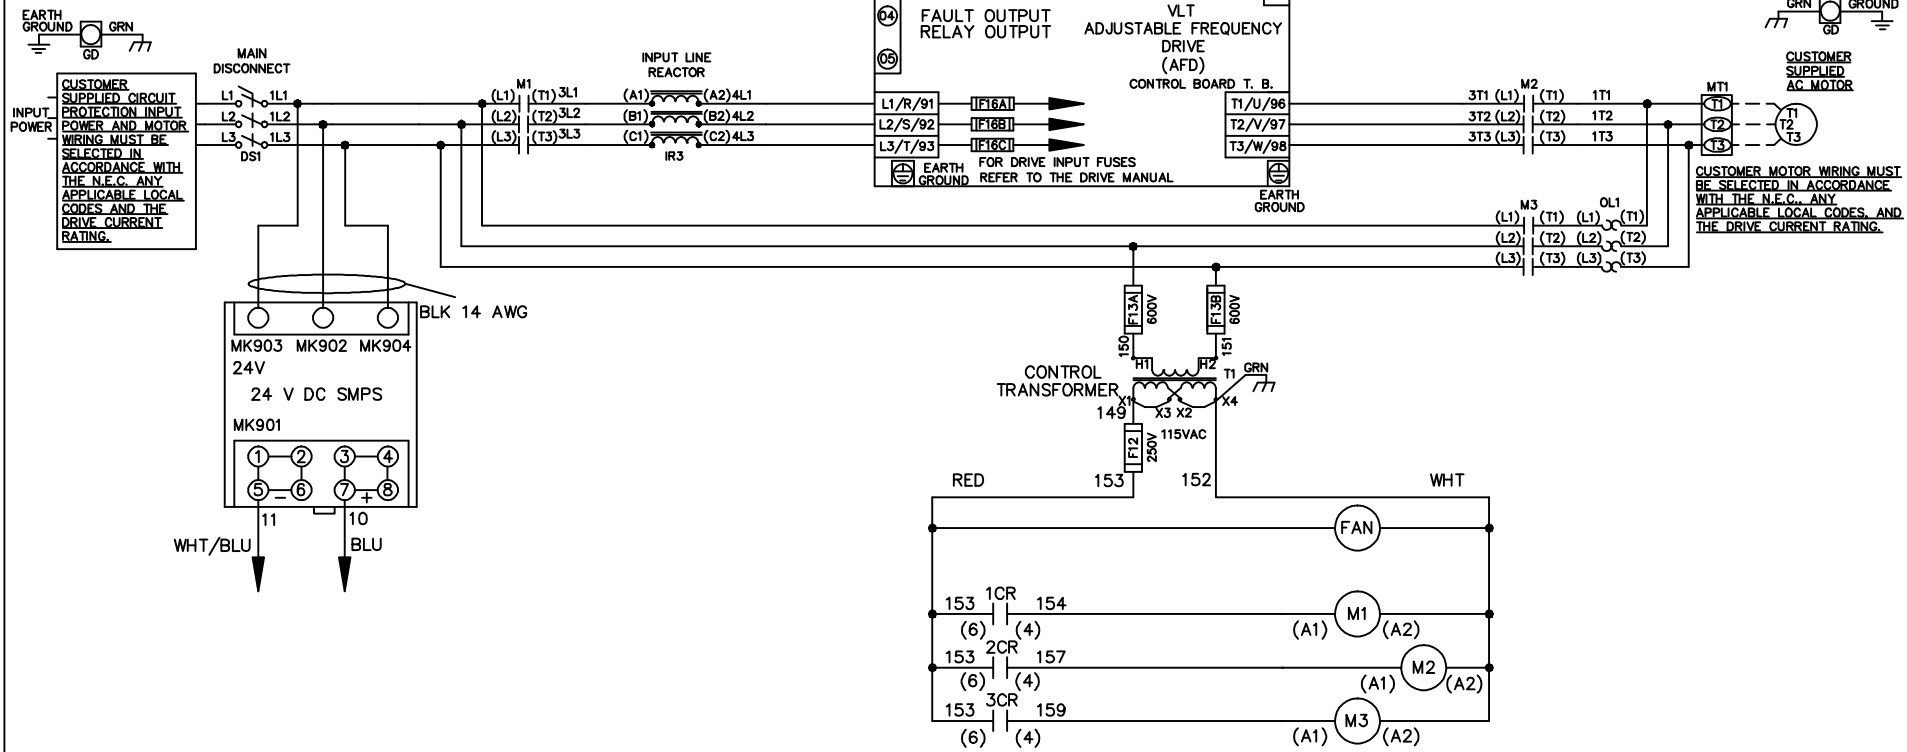 EARTH
GROUND
GRN
GD
MAIN
DISCONNECT
CUSTOMER
SUPPLIED CIRCUIT
PROTECTION INPUT
POWER AND MOTOR
WIRING MUST BE
SELECTED IN
ACCORDANCE WITH
THE N.E.C. ANY
APPLICABLE LOCAL
CODES AND THE
DRIVE CURRENT
RATING.
INPUT
POWER
L1 1L1
L2 1L2
L3 1L3
DS1
M1
(L1) (T1) 3L1
(L2) (T2) 3L2
(L3) (T3) 3L3
INPUT LINE
REACTOR
(A1) (A2) 4L1
(B1) (B2) 4L2
(C1) (C2) 4L3
IR3
04
05
FAULT OUTPUT
RELAY OUTPUT
VLT
ADJUSTABLE FREQUENCY
DRIVE
(AFD)
CONTROL BOARD T. B.
L1/R/91 F16A
L2/S/92 F16B
L3/T/93 F16C
T1/U/96
T2/V/97
T3/W/98
FOR DRIVE INPUT FUSES
REFER TO THE DRIVE MANUAL
EARTH
GROUND
EARTH
GROUND
M2
3T1 (L1) (T1) 1T1
3T2 (L2) (T2) 1T2
3T3 (L3) (T3) 1T3
GRN
GROUND
GD
CUSTOMER
SUPPLIED
AC MOTOR
MT1
T1
T2
T3
T1
T2
T3
CUSTOMER MOTOR WIRING MUST
BE SELECTED IN ACCORDANCE
WITH THE N.E.C., ANY
APPLICABLE LOCAL CODES, AND
THE DRIVE CURRENT RATING.
M3
OL1
(L1) (T1) (L1) (T1)
(L2) (T2) (L2) (T2)
(L3) (T3) (L3) (T3)
BLK 14 AWG
MK903 MK902 MK904
24V
24 V DC SMPS
MK901
1 2 3 4
5 - 6 7 + 8
11
10
WHT/BLU
BLU
F13A
600V
F13B
600V
150
151
H1 H2
CONTROL
TRANSFORMER
T1
GRN
X1 X3 X2 X4
149
115VAC
F12
250V
153
152
RED
WHT
FAN
153 1CR 154
(6) (4)
M1
(A1) (A2)
153 2CR 157
(6) (4)
M2
(A1) (A2)
153 3CR 159
(6) (4)
M3
(A1) (A2)